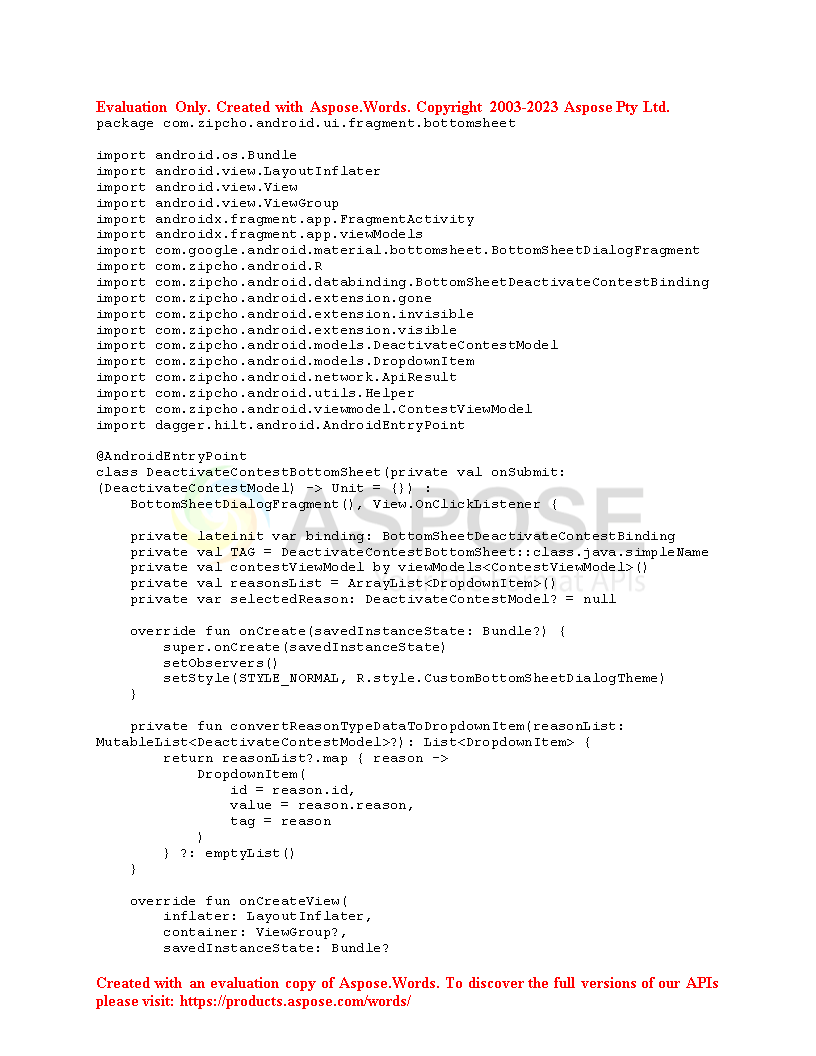 Evaluation Only. Created with Aspose.Words. Copyright 2003-2023 Aspose Pty Ltd.
package com.zipcho.android.ui.fragment.bottomsheet

import android.os.Bundle
import android.view.LayoutInflater
import android.view.View
import android.view.ViewGroup
import androidx.fragment.app.FragmentActivity
import androidx.fragment.app.viewModels
import com.google.android.material.bottomsheet.BottomSheetDialogFragment
import com.zipcho.android.R
import com.zipcho.android.databinding.BottomSheetDeactivateContestBinding
import com.zipcho.android.extension.gone
import com.zipcho.android.extension.invisible
import com.zipcho.android.extension.visible
import com.zipcho.android.models.DeactivateContestModel
import com.zipcho.android.models.DropdownItem
import com.zipcho.android.network.ApiResult
import com.zipcho.android.utils.Helper
import com.zipcho.android.viewmodel.ContestViewModel
import dagger.hilt.android.AndroidEntryPoint

@AndroidEntryPoint
class DeactivateContestBottomSheet(private val onSubmit:
(DeactivateContestModel) -> Unit = {}) :
    BottomSheetDialogFragment(), View.OnClickListener {
ASPOSE

    private lateinit var binding: BottomSheetDeactivateContestBinding
    private val TAG = DeactivateContestBottomSheet::class.java.simpleName
    private val contestViewModel by viewModels<ContestViewModel>()
    private val reasonsList = ArrayList<DropdownItem>()
    private var selectedReason: DeactivateContestModel? = null

    override fun onCreate(savedInstanceState: Bundle?) {
        super.onCreate(savedInstanceState)
        setObservers()
        setStyle(STYLE_NORMAL, R.style.CustomBottomSheetDialogTheme)
    }

    private fun convertReasonTypeDataToDropdownItem(reasonList:
MutableList<DeactivateContestModel>?): List<DropdownItem> {
        return reasonList?.map { reason ->
            DropdownItem(
                id = reason.id,
                value = reason.reason,
                tag = reason
            )
        } ?: emptyList()
    }

    override fun onCreateView(
        inflater: LayoutInflater,
        container: ViewGroup?,
        savedInstanceState: Bundle?

Created with an evaluation copy of Aspose.Words. To discover the full versions of our APIs
please visit: https://products.aspose.com/words/